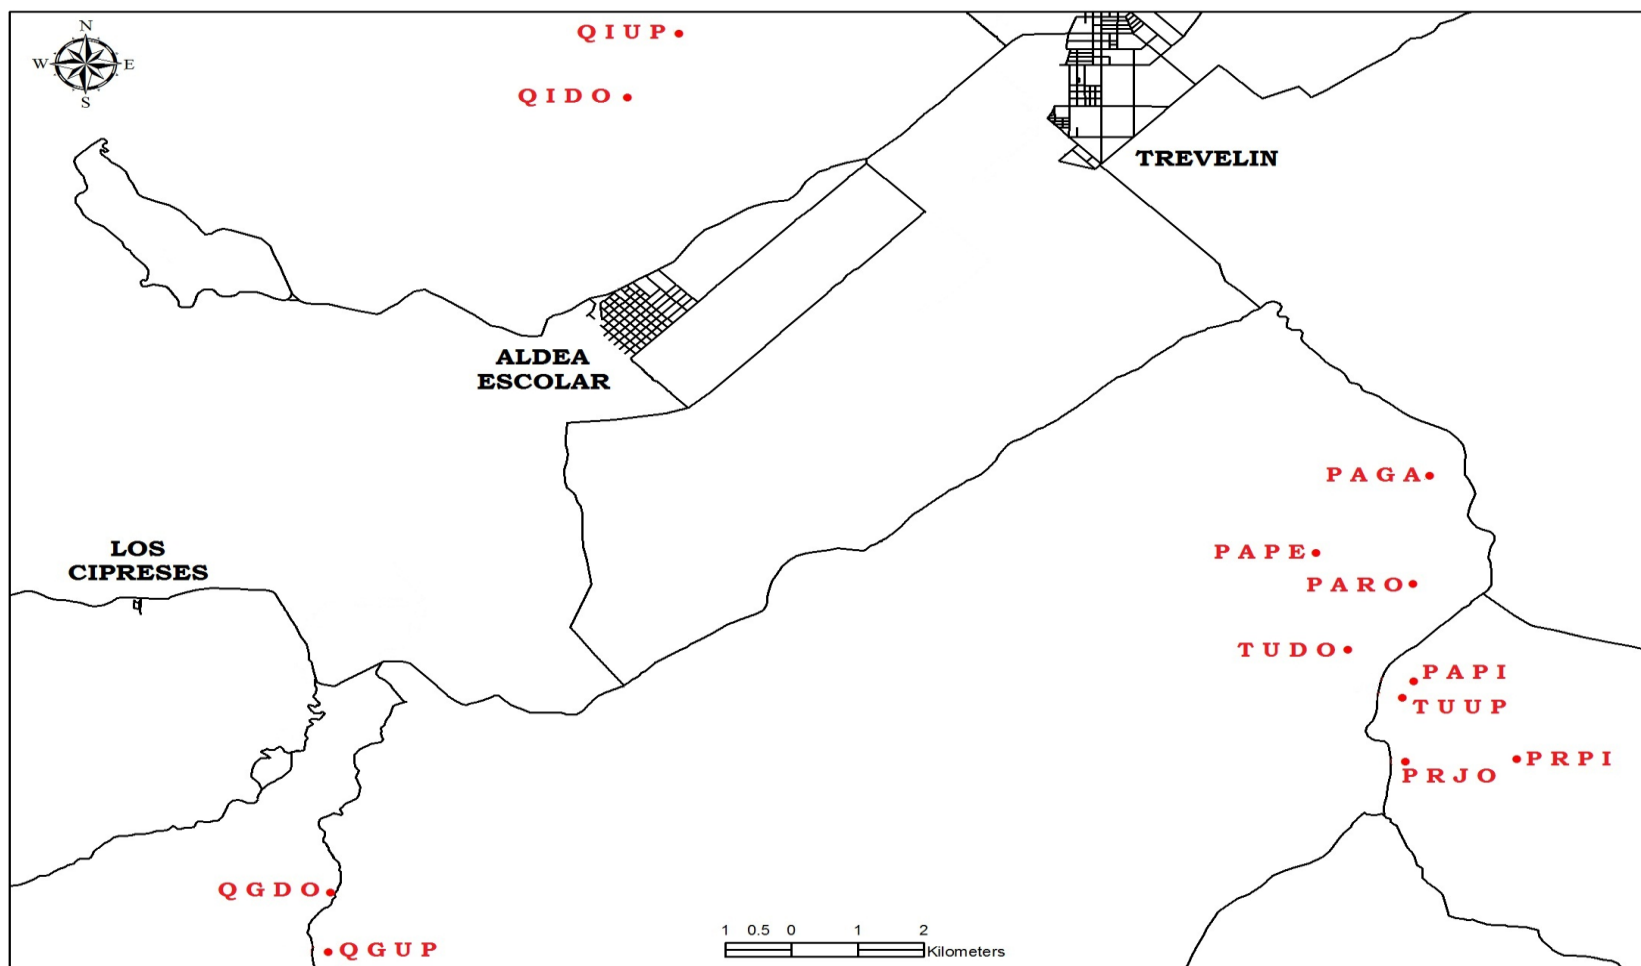 N
W E
S
QIUP
QIDO
TREVELIN
ALDEA
ESCOLAR
PAGA
LOS
CIPRESES
PAPE
PARO
TUDO
PAPI
TUUP
PRPI
PRJO
QGDO
QGUP
1 0.5 0 1 2
Kilometers